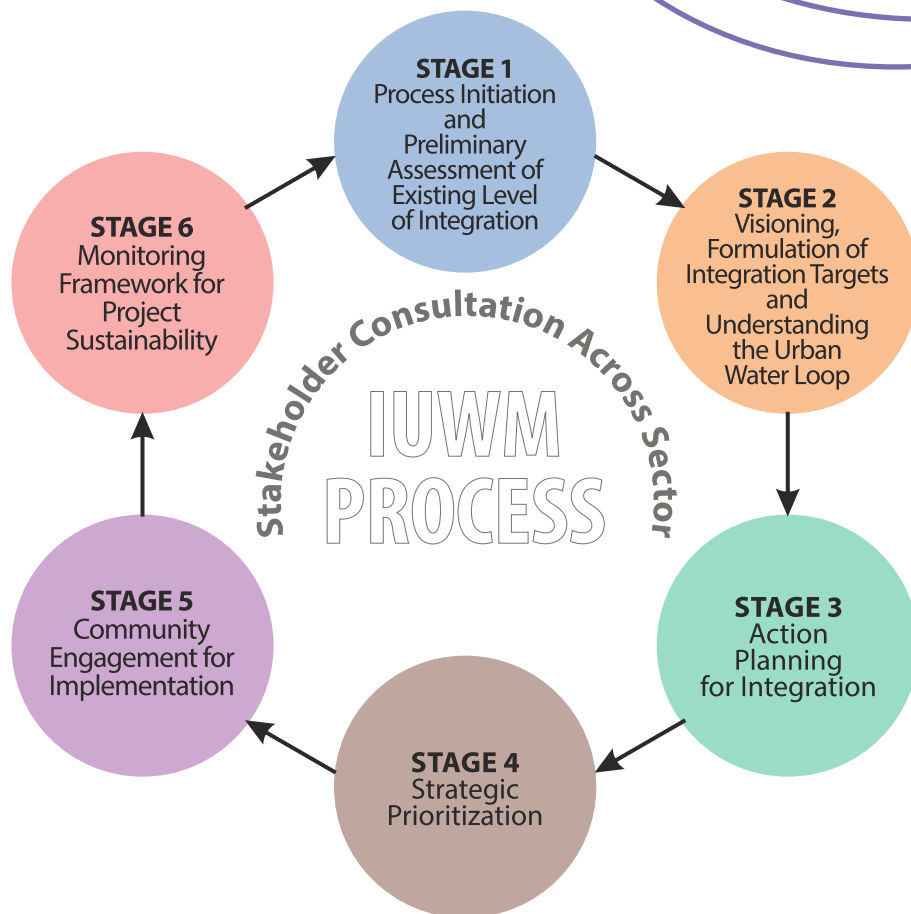 STAGE 1
Process Initiation
and
Preliminary
Assessment of
Existing Level
of Integration
STAGE 2
Visioning,
Formulation of
Integration Targets
and
Understanding
the Urban
Water Loop
STAGE 3
Action
Planning
for Integration
STAGE 4
Strategic
Prioritization
STAGE 5
Community
Engagement for
Implementation
STAGE 6
Monitoring
Framework for
Project
Sustainability
Stakeholder Consultation Across Sector
IUWM
PROCESS